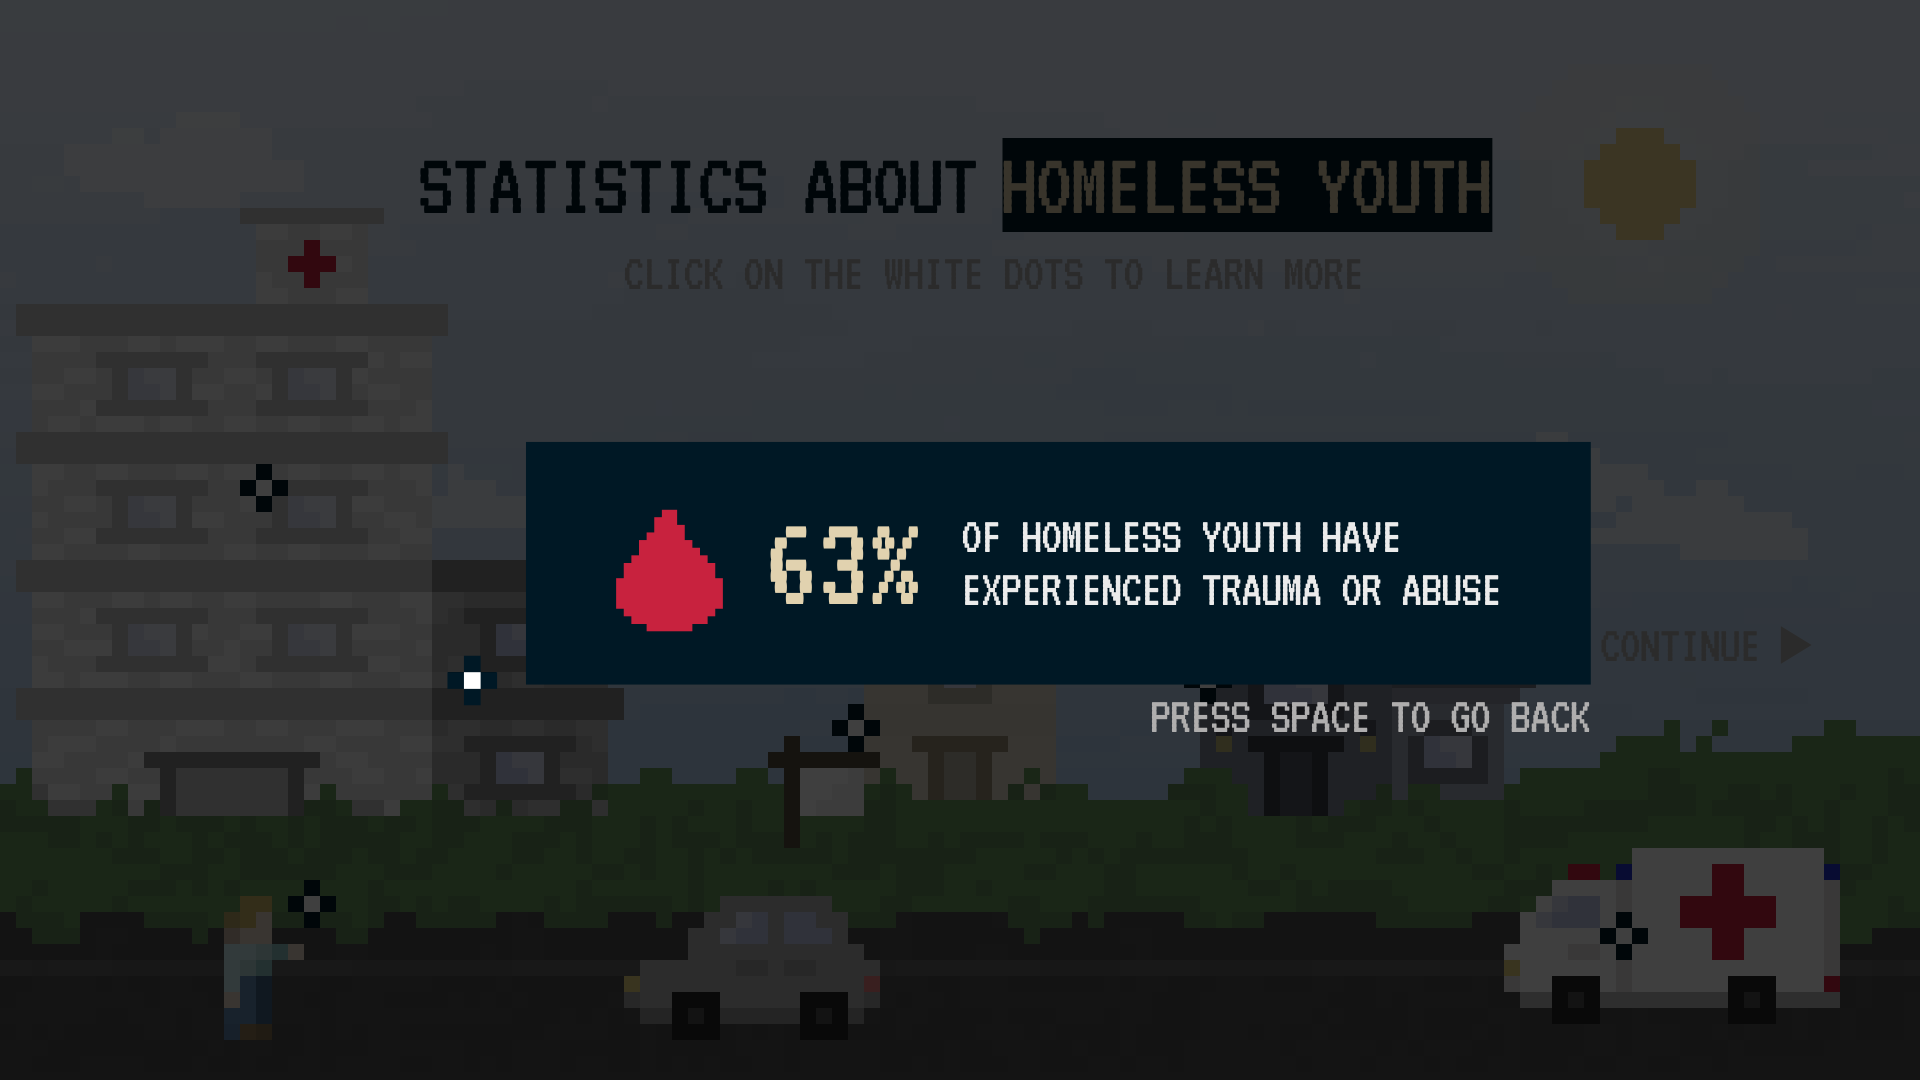 STATISTICS ABOUT HOMELESS YOUTH
CLICK ON THE WHITE DOTS TO LEARN MORE
63% OF HOMELESS YOUTH HAVE
EXPERIENCED TRAUMA OR ABUSE
CONTINUE
PRESS SPACE TO GO BACK